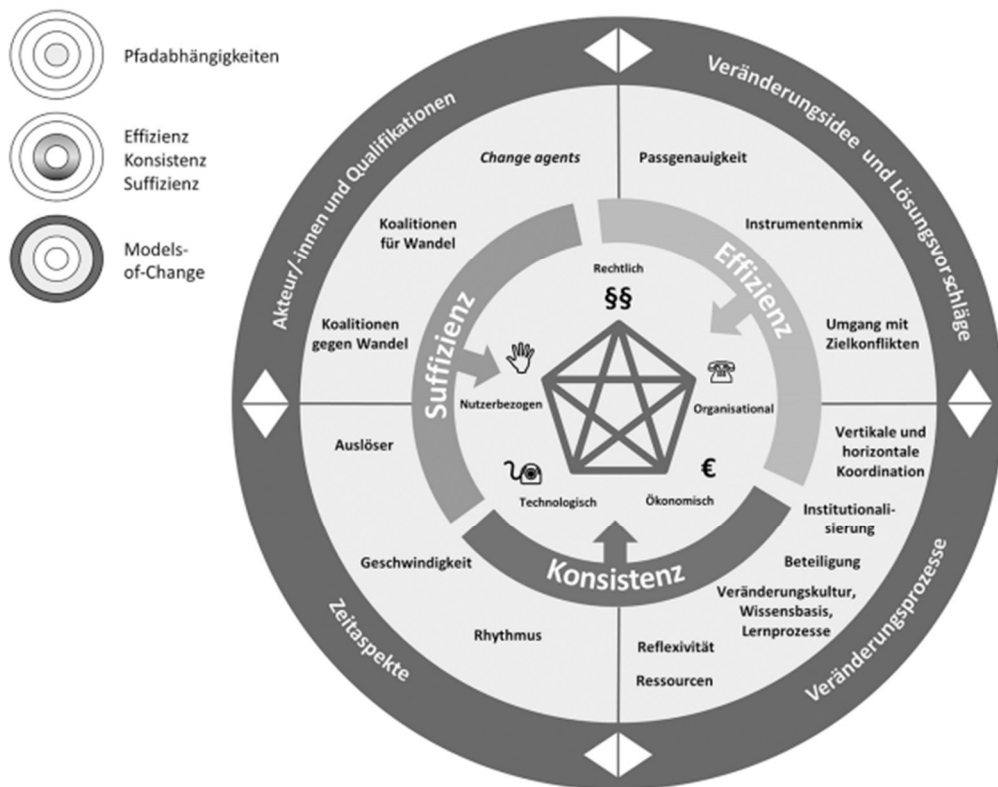 Pfadabhängigkeiten
Effizienz
Konsistenz
Suffizienz
Models-
of-Change
Akteur/-innen und Qualifikationen
Veränderungsidee und Lösungsvorschläge
Zeitaspekte
Veränderungsprozesse
Change agents
Koalitionen
für Wandel
Koalitionen
gegen Wandel
Passgenauigkeit
Instrumentenmix
Umgang mit
Zielkonflikten
Auslöser
Geschwindigkeit
Rhythmus
Vertikale und
horizontale
Koordination
Institutionali-
sierung
Beteiligung
Veränderungskultur,
Wissensbasis,
Lernprozesse
Reflexivität
Ressourcen
Suffizienz
Effizienz
Konsistenz
Rechtlich
§§
Nutzerbezogen
Organisational
Technologisch
€
Ökonomisch